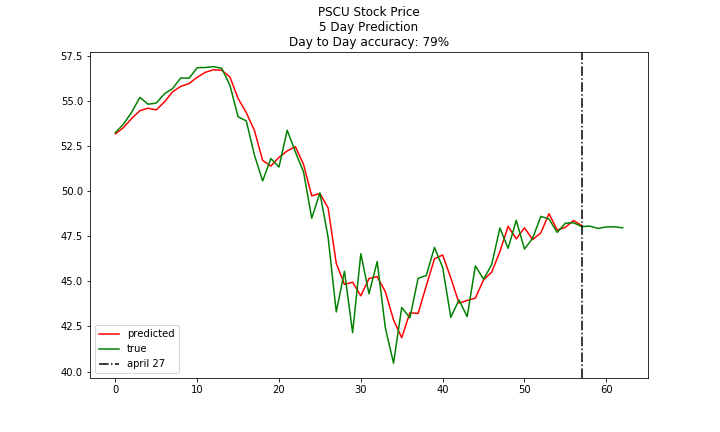 PSCU Stock Price
5 Day Prediction
Day to Day accuracy: 79%
57.5
55.0
52.5
50.0
47.5
45.0
42.5
40.0
predicted
true
april 27
0 10 20 30 40 50 60